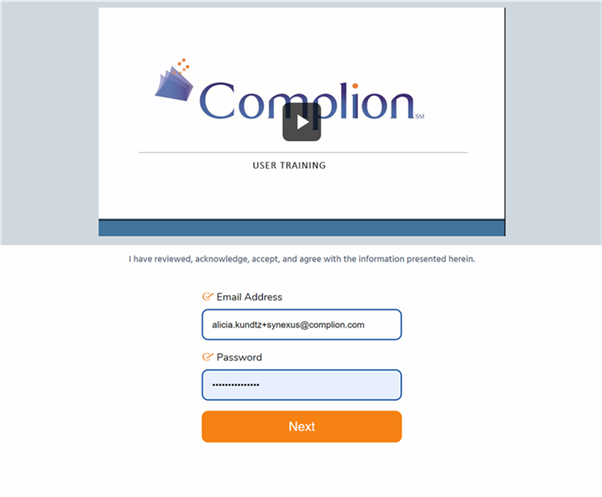 Complion SM
USER TRAINING
I have reviewed, acknowledge, accept, and agree with the information presented herein.
Email Address
alicia.kundtz+synexus@complion.com
Password
•••••••••••••••
Next